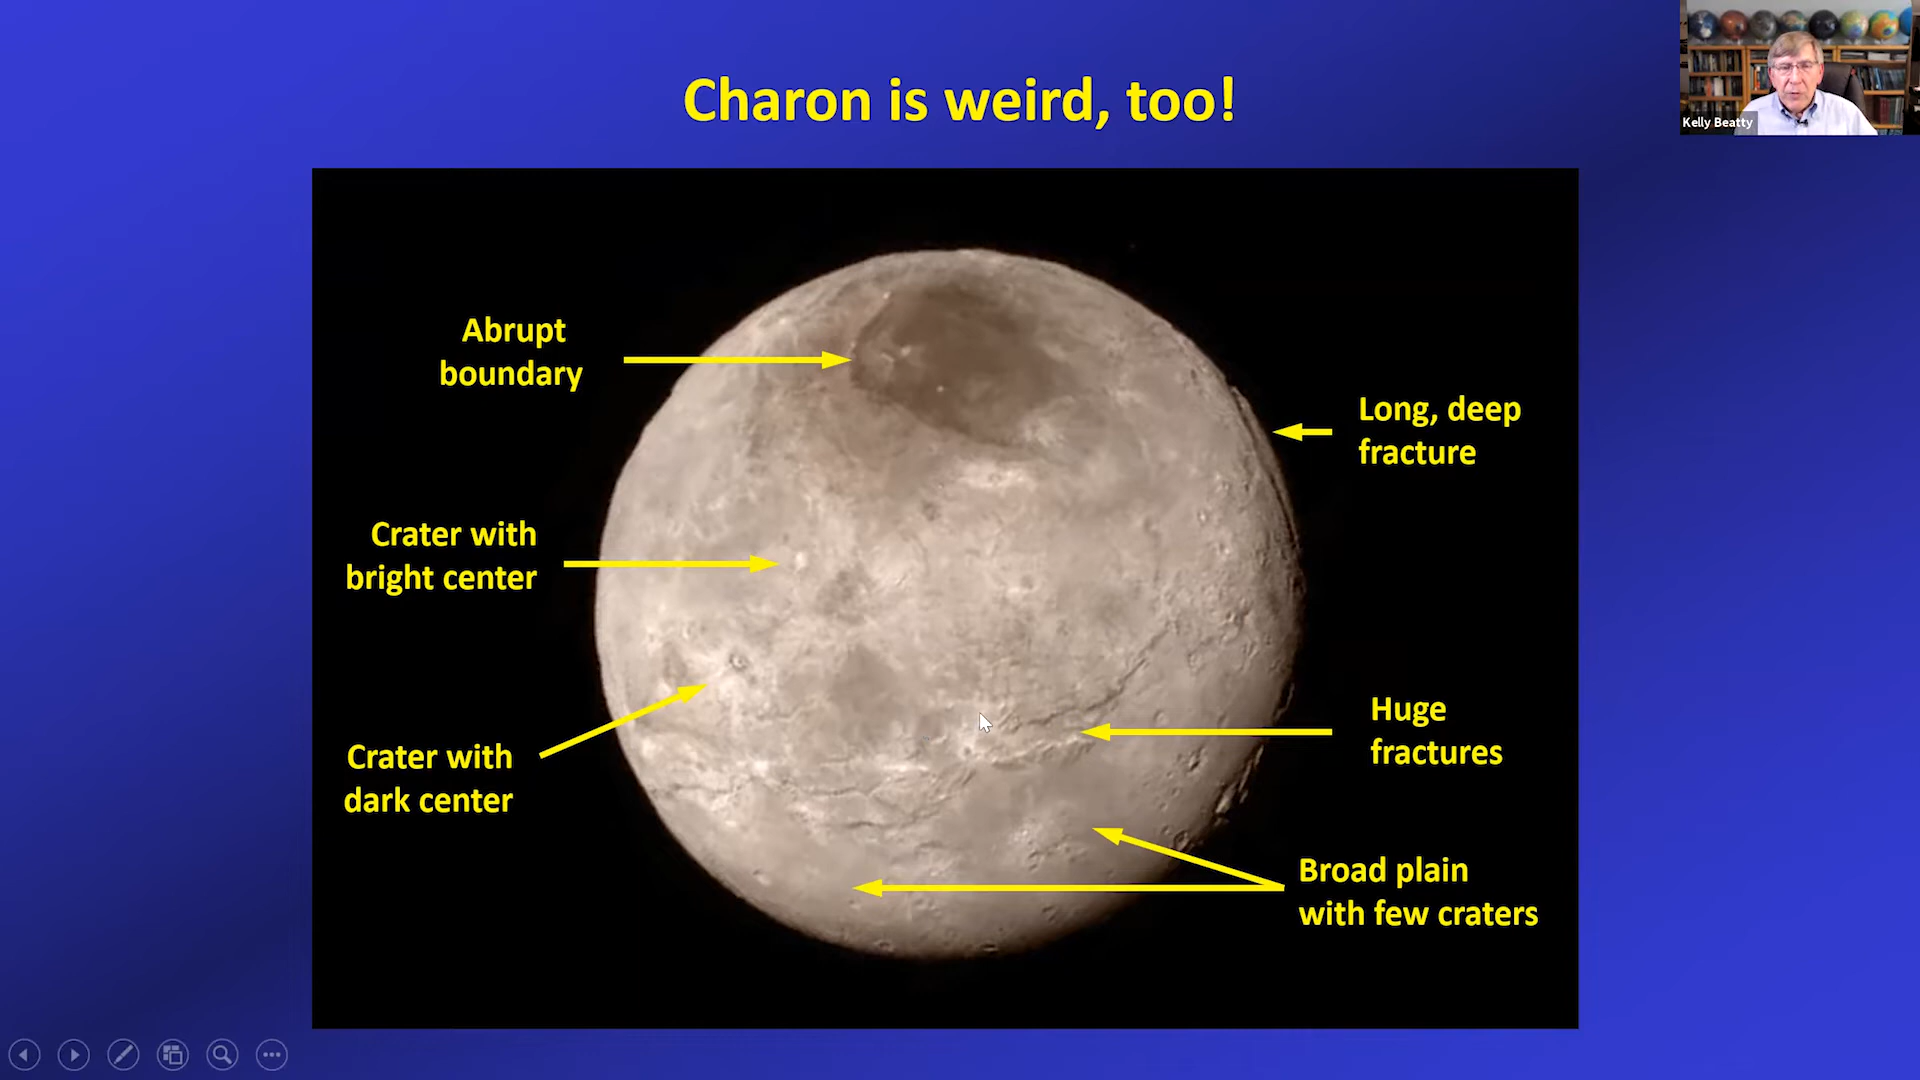 Charon is weird, too!
Kelly Beatty
Abrupt
boundary
Long, deep
fracture
Crater with
bright center
Huge
fractures
Crater with
dark center
Broad plain
with few craters